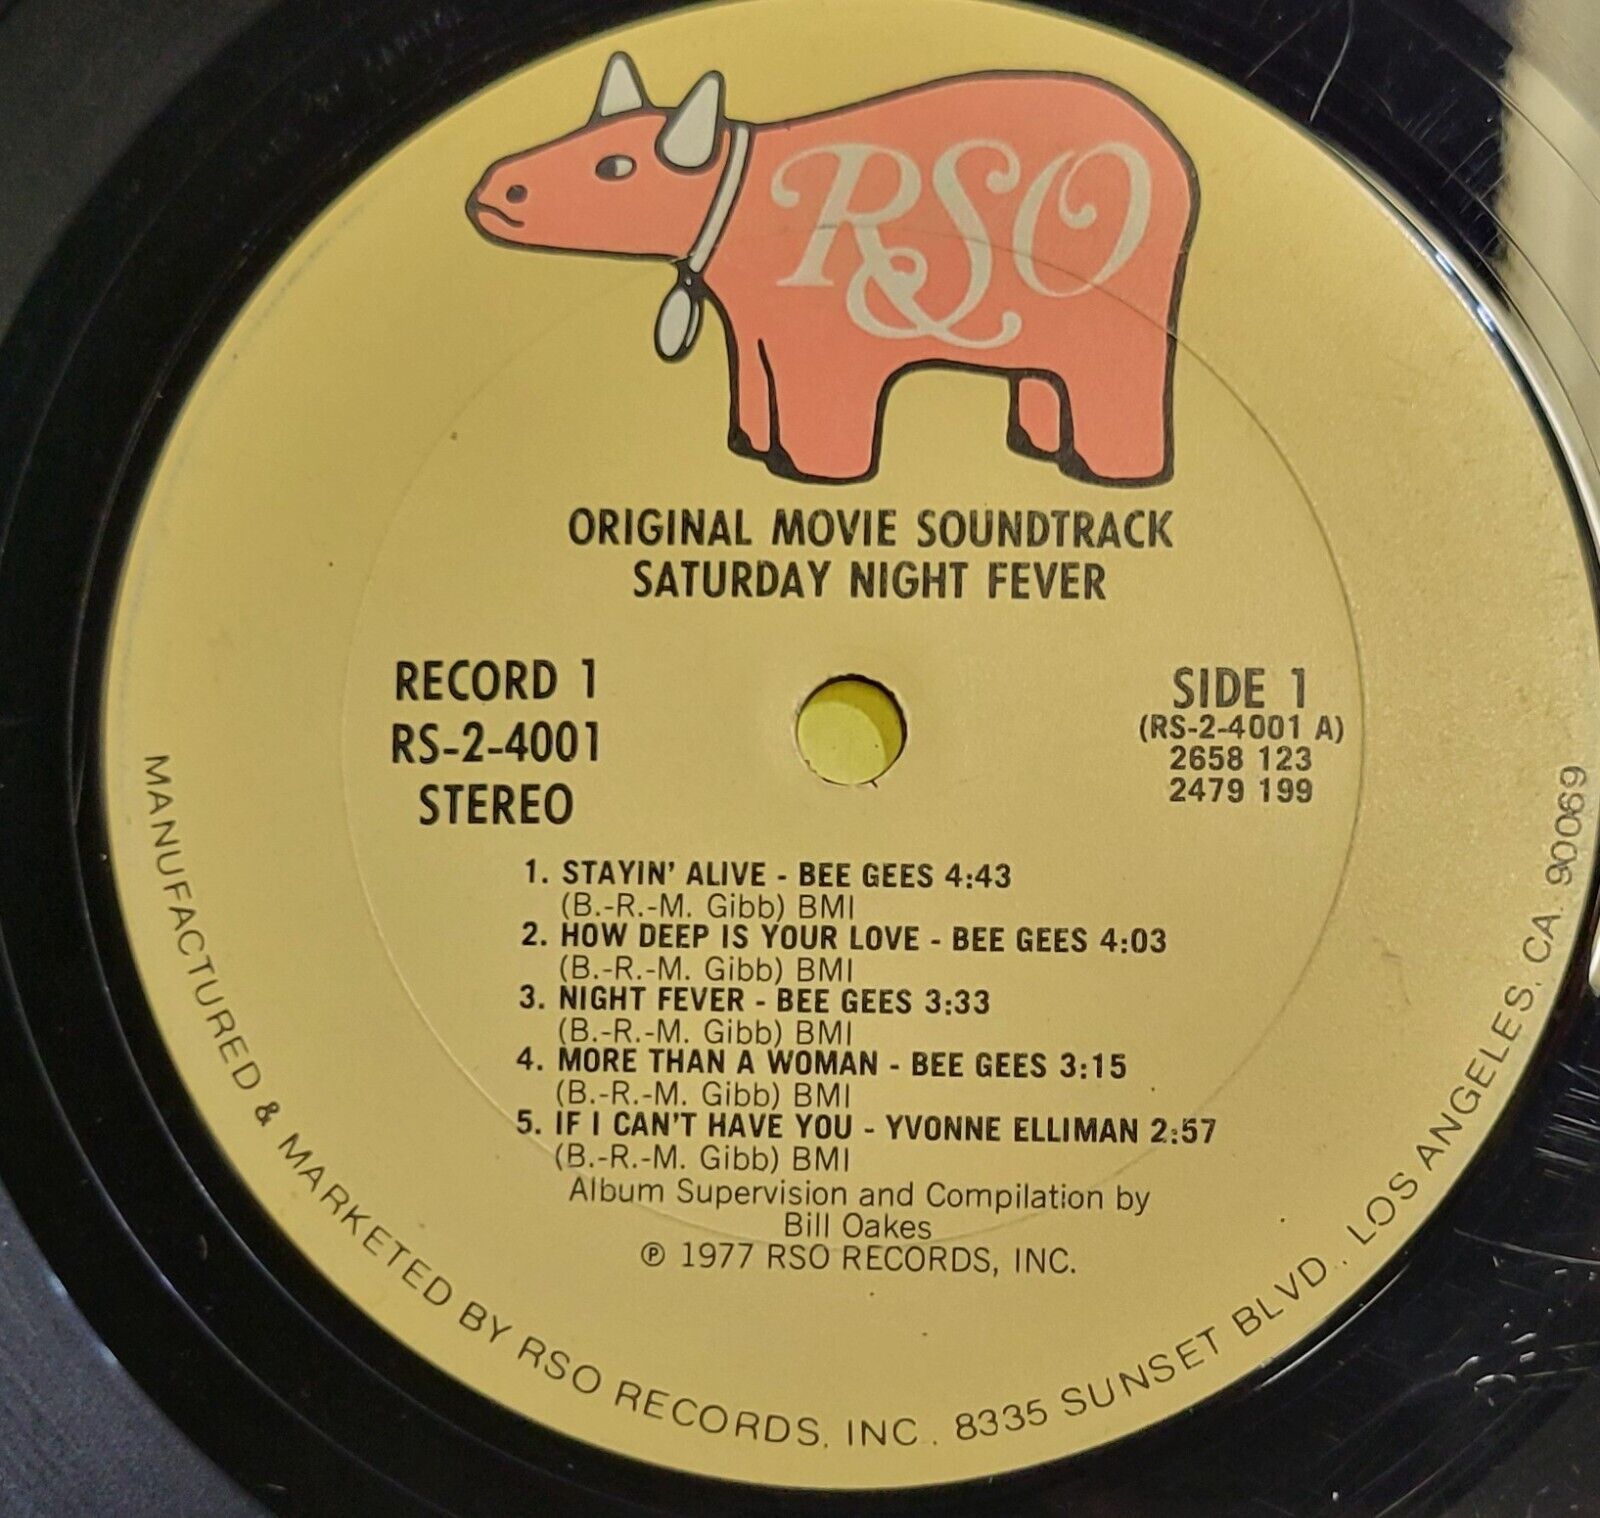 RSO
ORIGINAL MOVIE SOUNDTRACK
SATURDAY NIGHT FEVER
RECORD 1
RS-2-4001
STEREO
SIDE 1
(RS-2-4001 A)
2658 123
2479 199
1. STAYIN' ALIVE - BEE GEES 4:43
(B.-R.-M. Gibb) BMI
2. HOW DEEP IS YOUR LOVE - BEE GEES 4:03
(B.-R.-M. Gibb) BMI
3. NIGHT FEVER - BEE GEES 3:33
(B.-R.-M. Gibb) BMI
4. MORE THAN A WOMAN - BEE GEES 3:15
(B.-R.-M. Gibb) BMI
5. IF I CAN'T HAVE YOU - YVONNE ELLIMAN 2:57
(B.-R.-M. Gibb) BMI
Album Supervision and Compilation by
Bill Oakes
℗ 1977 RSO RECORDS, INC.
MANUFACTURED & MARKETED BY RSO RECORDS, INC. 8335 SUNSET BLVD., LOS ANGELES, CA. 90069